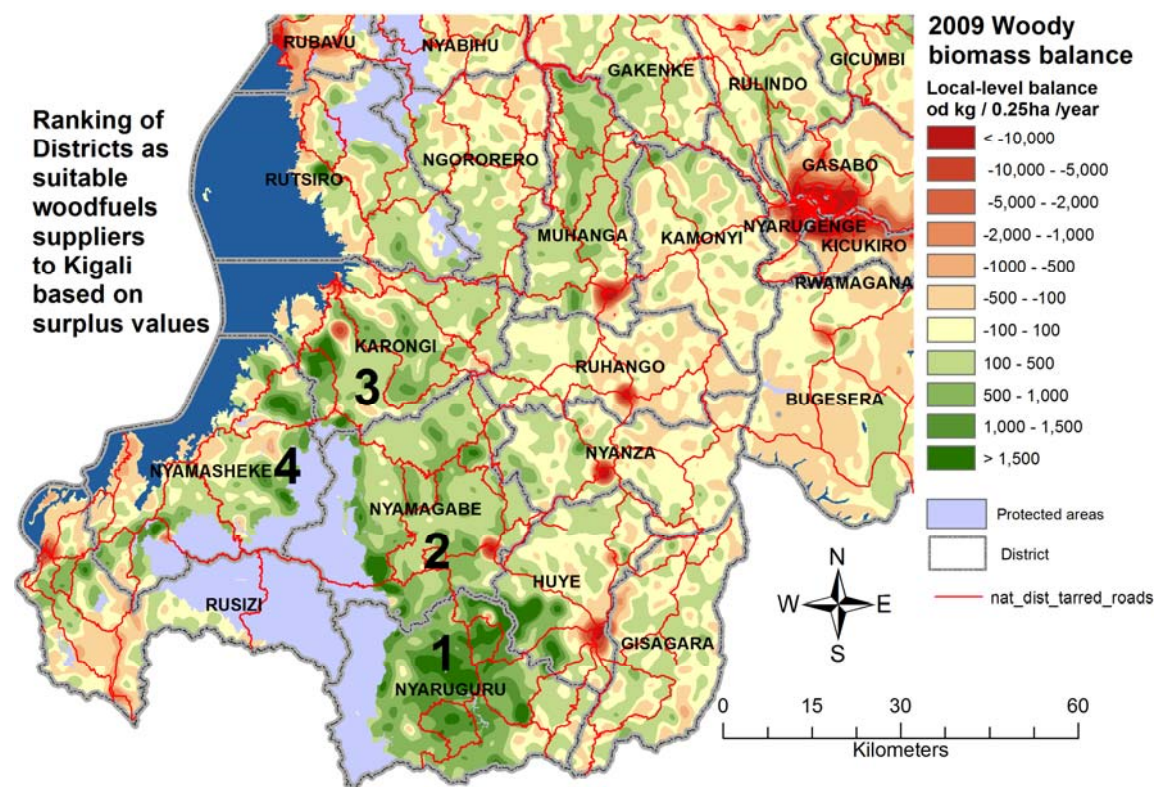 Ranking of
Districts as
suitable
woodfuels
suppliers
to Kigali
based on
surplus values
RUBAVU
NYABIHU
GAKENKE
RULINDO
GICUMBI
NGORORERO
RUTSIRO
GASABO
NYARUGENGE
KICUKIRO
MUHANGA
KAMONYI
RWAMAGANA
KARONGI
3
RUHANGO
BUGESERA
NYAMASHEKE
4
NYANZA
NYAMAGABE
2
HUYE
RUSIZI
GISAGARA
1
NYARUGURU
2009 Woody
biomass balance
Local-level balance
od kg / 0.25ha /year
< -10,000
-10,000 - -5,000
-5,000 - -2,000
-2,000 - -1,000
-1000 - -500
-500 - -100
-100 - 100
100 - 500
500 - 1,000
1,000 - 1,500
> 1,500
Protected areas
District
nat_dist_tarred_roads
N
W E
S
0 15 30 60
Kilometers